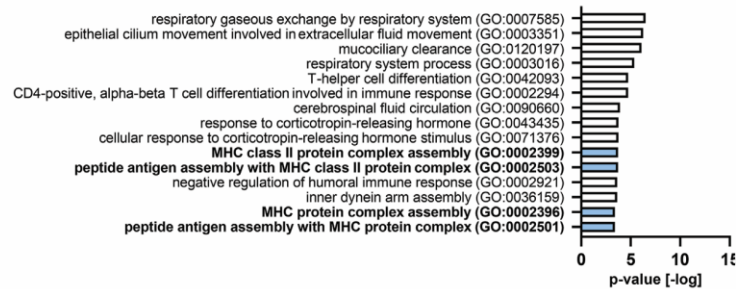 respiratory gaseous exchange by respiratory system (GO:0007585)
epithelial cilium movement involved in extracellular fluid movement (GO:0003351)
mucociliary clearance (GO:0120197)
respiratory system process (GO:0003016)
T-helper cell differentiation (GO:0042093)
CD4-positive, alpha-beta T cell differentiation involved in immune response (GO:0002294)
cerebrospinal fluid circulation (GO:0090660)
response to corticotropin-releasing hormone (GO:0043435)
cellular response to corticotropin-releasing hormone stimulus (GO:0071376)
MHC class II protein complex assembly (GO:0002399)
peptide antigen assembly with MHC class II protein complex (GO:0002503)
negative regulation of humoral immune response (GO:0002921)
inner dynein arm assembly (GO:0036159)
MHC protein complex assembly (GO:0002396)
peptide antigen assembly with MHC protein complex (GO:0002501)
0 5 10 15
p-value [-log]